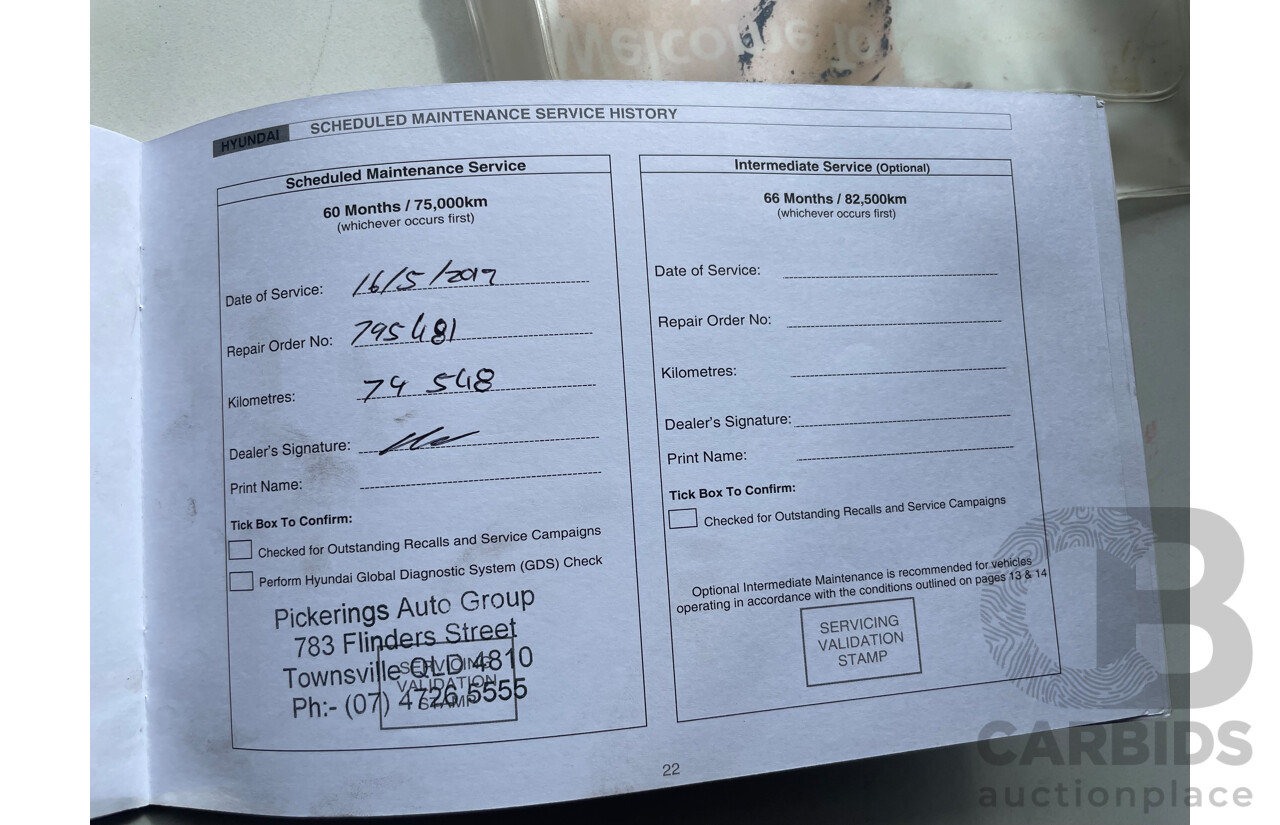 Welcome to
HYUNDAI
SCHEDULED MAINTENANCE SERVICE HISTORY
Scheduled Maintenance Service
60 Months / 75,000km
(whichever occurs first)
Date of Service: 16/5/2017
Repair Order No: 795481
Kilometres: 74 548
Dealer's Signature:
Print Name:
Tick Box To Confirm:
Checked for Outstanding Recalls and Service Campaigns
Perform Hyundai Global Diagnostic System (GDS) Check
Pickerings Auto Group
783 Flinders Street
Townsville QLD 4810
Ph:- (07) 4726 5555
SERVICING
VALIDATION
STAMP
Intermediate Service (Optional)
66 Months / 82,500km
(whichever occurs first)
Date of Service:
Repair Order No:
Kilometres:
Dealer's Signature:
Print Name:
Tick Box To Confirm:
Checked for Outstanding Recalls and Service Campaigns
Optional Intermediate Maintenance is recommended for vehicles
operating in accordance with the conditions outlined on pages 13 & 14
SERVICING
VALIDATION
STAMP
22
CB
CARBIDS
auctionplace